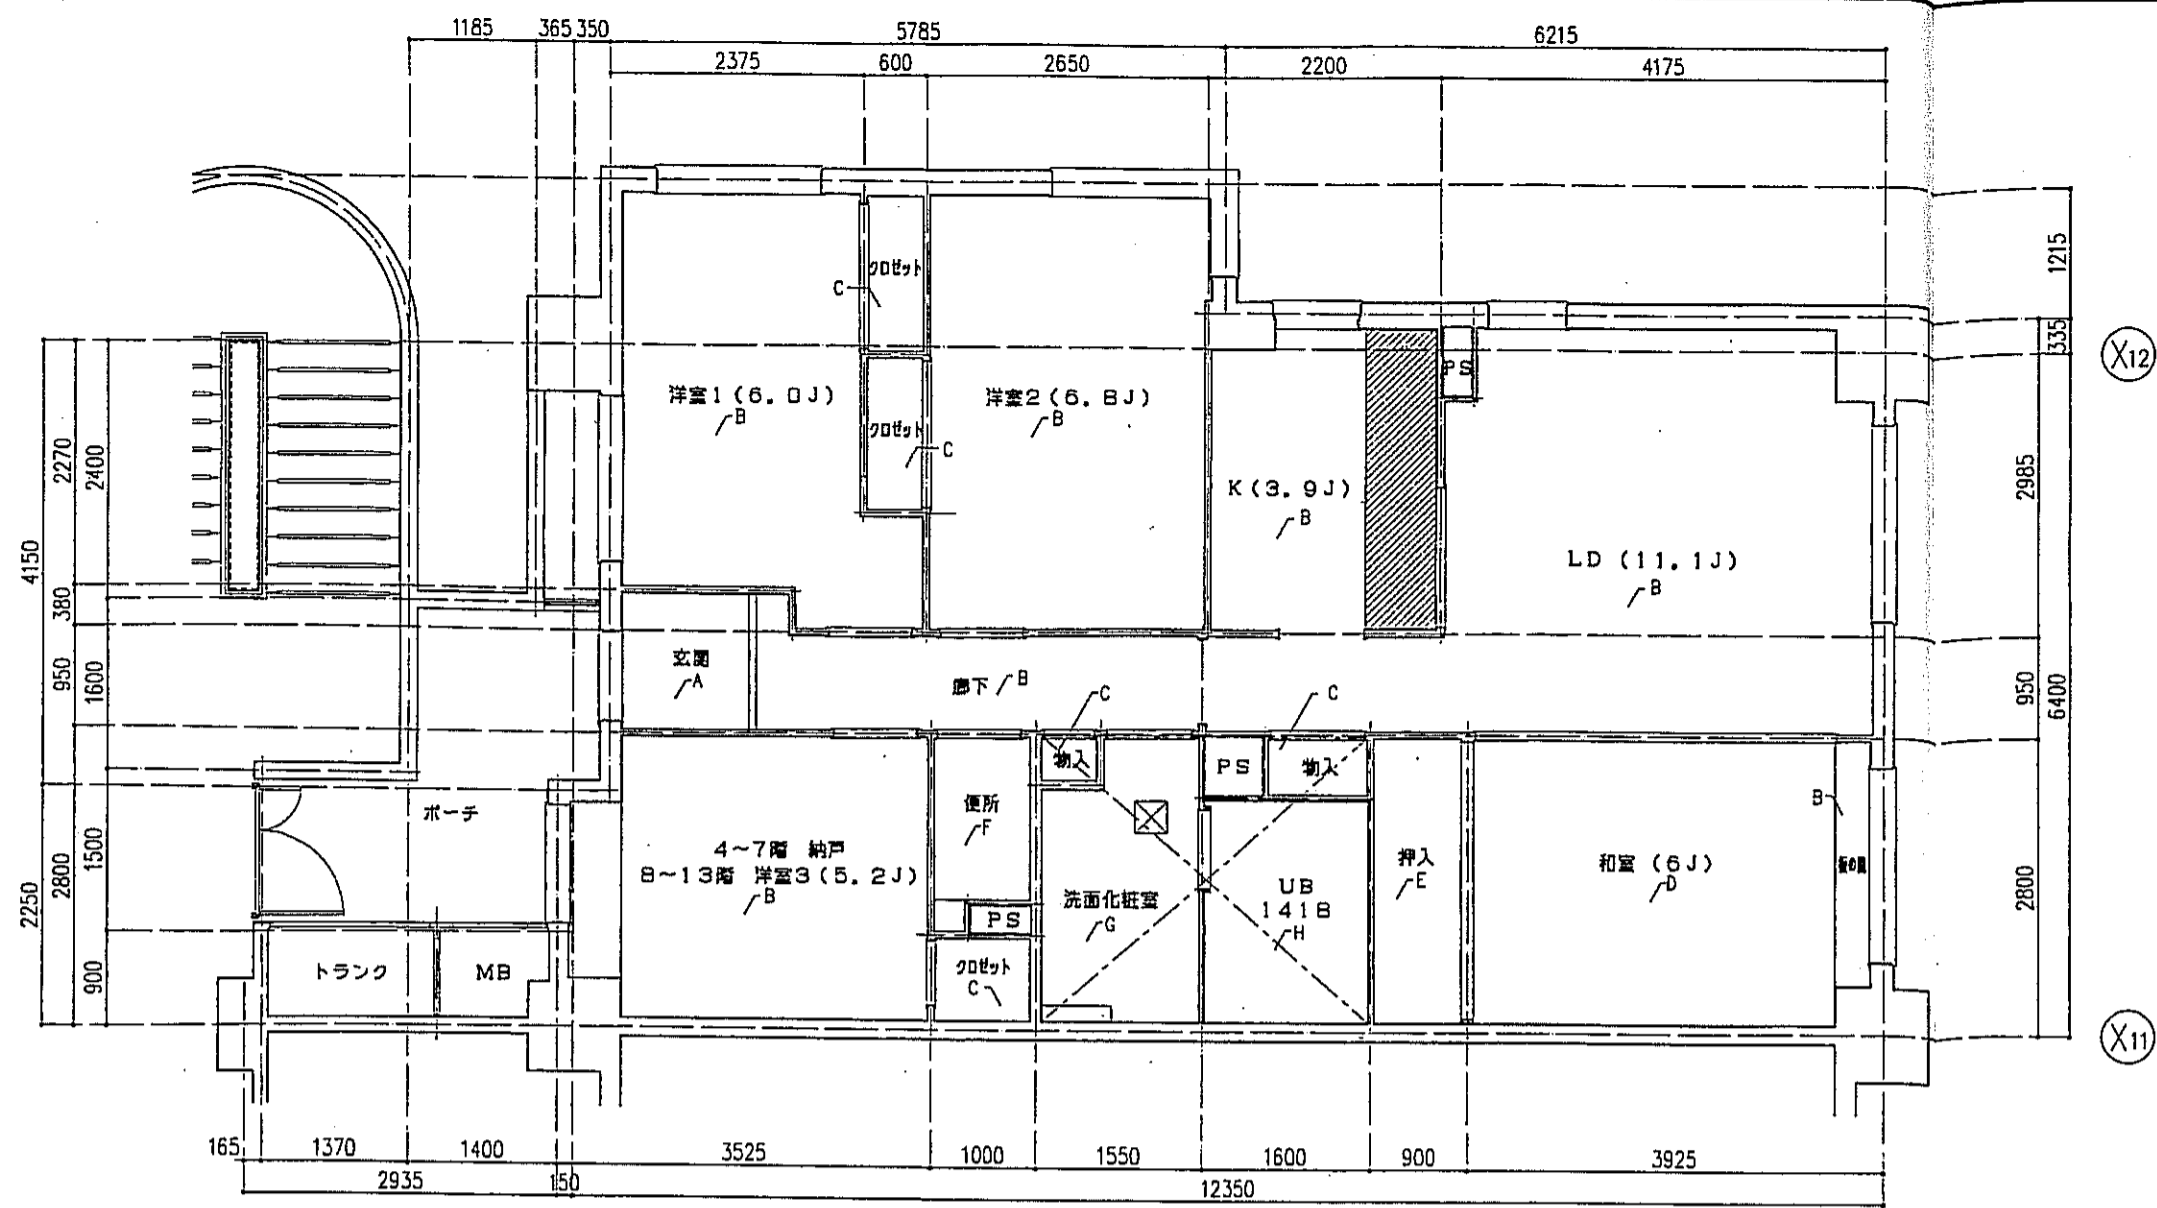 1185 365 350 5785 6215
2375 600 2650 2200 4175
クロゼット
C
1215
335
X12
PS
洋室1(6.0J)
B
洋室2(6.8J)
B
クロゼット
C
K(3.9J)
B
2270
2400
2985
4150
LD (11.1J)
B
380
玄関
A
廊下 B
C
C
950
1600
950
6400
物入
PS
物入
ポーチ
便所
F
B
4~7階 納戸
8~13階 洋室3(5.2J)
B
押入
E
和室 (6J)
D
板の間
1500
2800
2250
2800
洗面化粧室
G
UB
1418
H
PS
トランク
MB
クロゼット
C
900
X11
165 1370 1400 3525 1000 1550 1600 900 3925
2935 150 12350